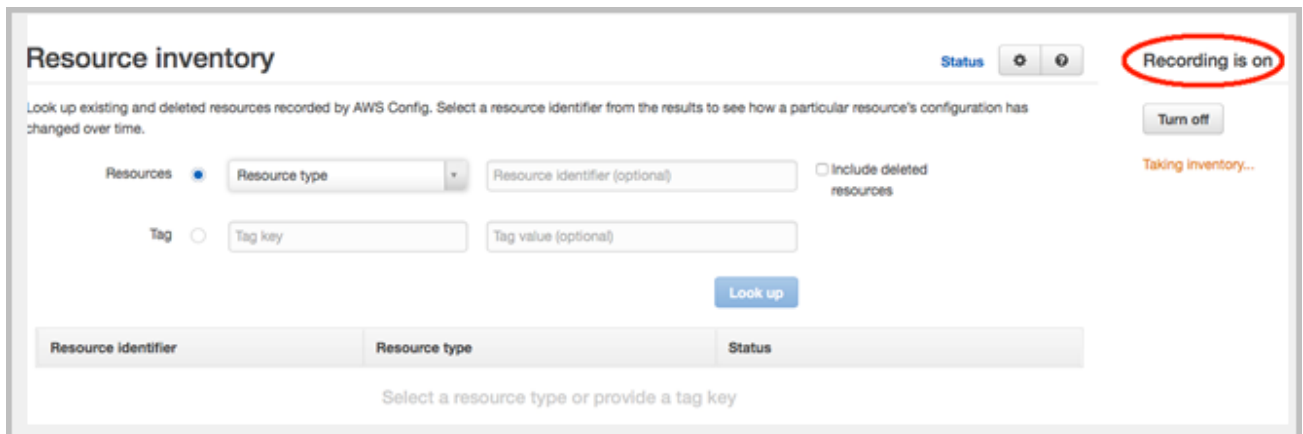 Resource inventory
Status
Recording is on
Look up existing and deleted resources recorded by AWS Config. Select a resource identifier from the results to see how a particular resource's configuration has
changed over time.
Turn off
Taking inventory...
Resources
Resource type
Resource identifier (optional)
Include deleted
resources
Tag
Tag key
Tag value (optional)
Look up
Resource identifier
Resource type
Status
Select a resource type or provide a tag key